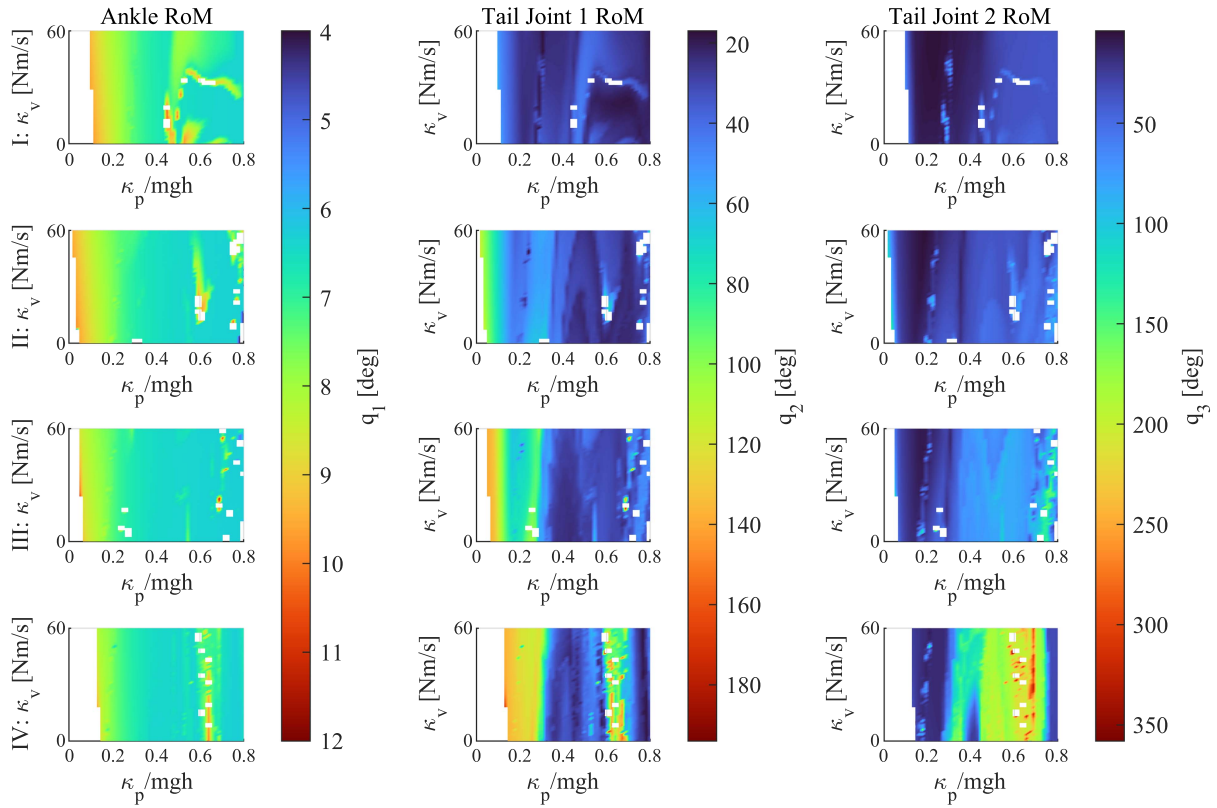 Ankle RoM
Tail Joint 1 RoM
Tail Joint 2 RoM
I: κv [Nm/s]
60
0
0 0.2 0.4 0.6 0.8
κp/mgh
κv [Nm/s]
60
0
0 0.2 0.4 0.6 0.8
κp/mgh
κv [Nm/s]
60
0
0 0.2 0.4 0.6 0.8
κp/mgh
II: κv [Nm/s]
60
0
0 0.2 0.4 0.6 0.8
κp/mgh
κv [Nm/s]
60
0
0 0.2 0.4 0.6 0.8
κp/mgh
κv [Nm/s]
60
0
0 0.2 0.4 0.6 0.8
κp/mgh
III: κv [Nm/s]
60
0
0 0.2 0.4 0.6 0.8
κp/mgh
κv [Nm/s]
60
0
0 0.2 0.4 0.6 0.8
κp/mgh
κv [Nm/s]
60
0
0 0.2 0.4 0.6 0.8
κp/mgh
IV: κv [Nm/s]
60
0
0 0.2 0.4 0.6 0.8
κp/mgh
κv [Nm/s]
60
0
0 0.2 0.4 0.6 0.8
κp/mgh
κv [Nm/s]
60
0
0 0.2 0.4 0.6 0.8
κp/mgh
4
5
6
7
8
9
10
11
12
q1 [deg]
20
40
60
80
100
120
140
160
180
q2 [deg]
50
100
150
200
250
300
350
q3 [deg]